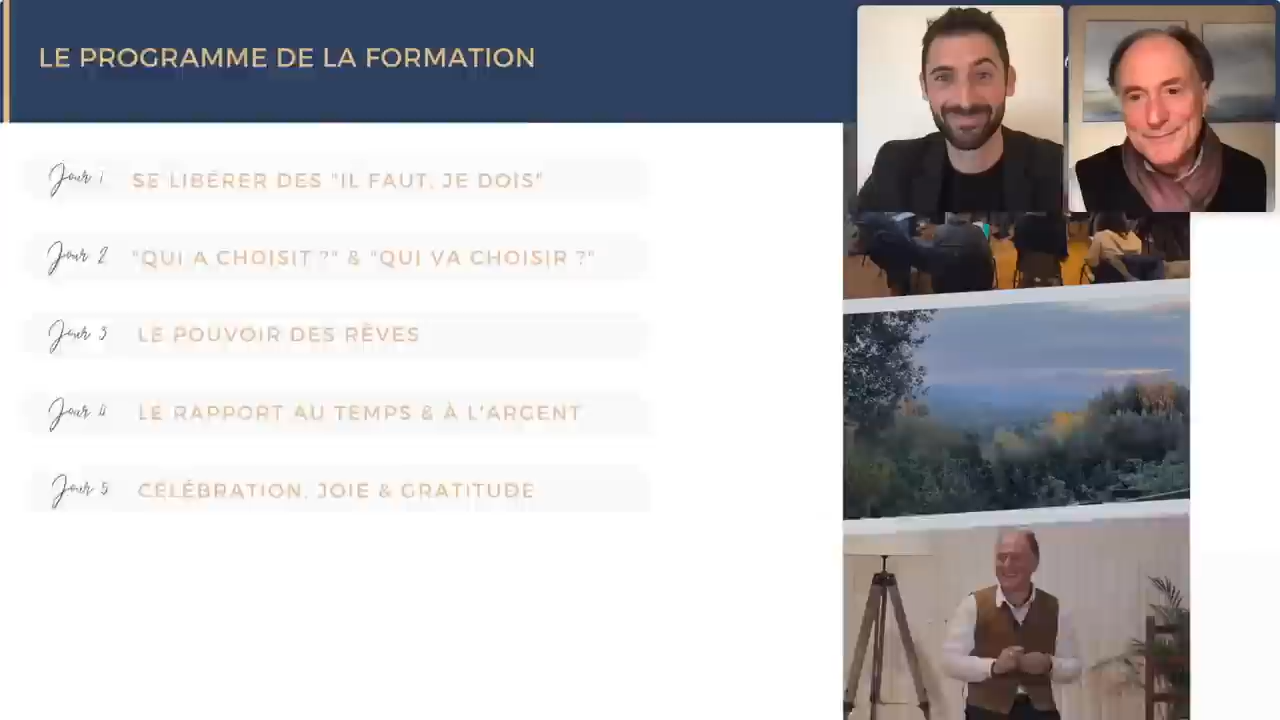 LE PROGRAMME DE LA FORMATION
Jour 1 SE LIBÉRER DES "IL FAUT, JE DOIS"
Jour 2 "QUI A CHOISIT ?" & "QUI VA CHOISIR ?"
Jour 3 LE POUVOIR DES RÊVES
Jour 4 LE RAPPORT AU TEMPS & À L'ARGENT
Jour 5 CÉLÉBRATION, JOIE & GRATITUDE